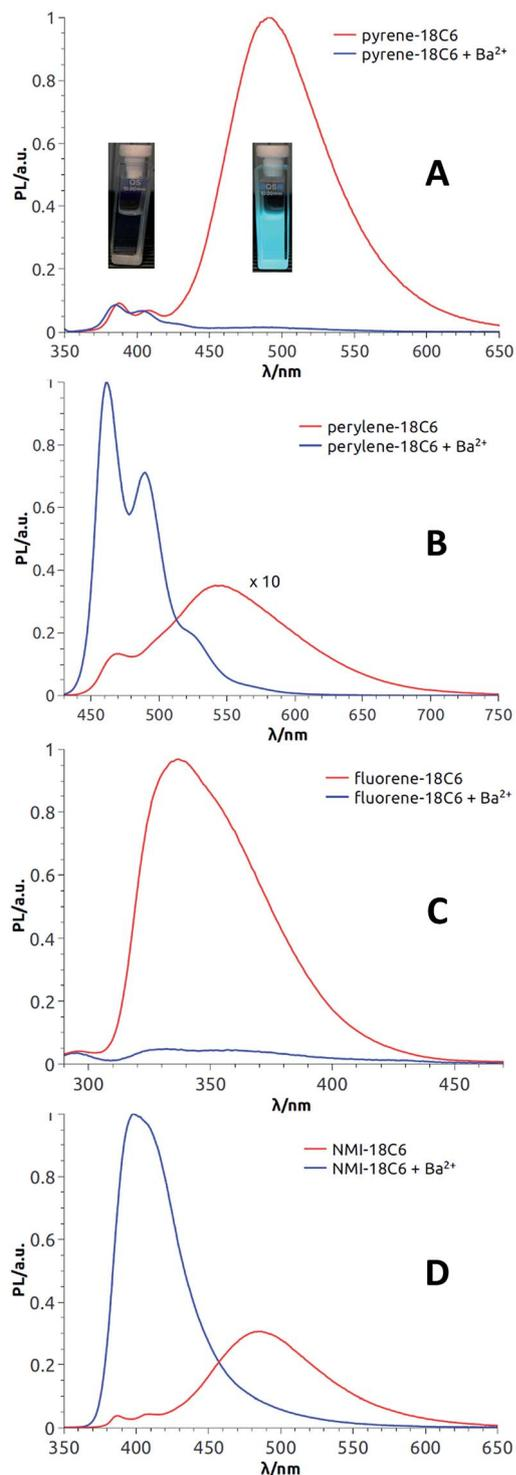 1
pyrene-18C6
pyrene-18C6 + Ba²⁺
0.8
0.6
PL/a.u.
QS
QS
A
0.4
0.2
0
350 400 450 500 550 600 650
λ/nm
1
perylene-18C6
perylene-18C6 + Ba²⁺
0.8
0.6
PL/a.u.
B
0.4
x 10
0.2
0
450 500 550 600 650 700 750
λ/nm
1
fluorene-18C6
fluorene-18C6 + Ba²⁺
0.8
0.6
PL/a.u.
C
0.4
0.2
0
300 350 400 450
λ/nm
1
NMI-18C6
NMI-18C6 + Ba²⁺
0.8
0.6
PL/a.u.
D
0.4
0.2
0
350 400 450 500 550 600 650
λ/nm